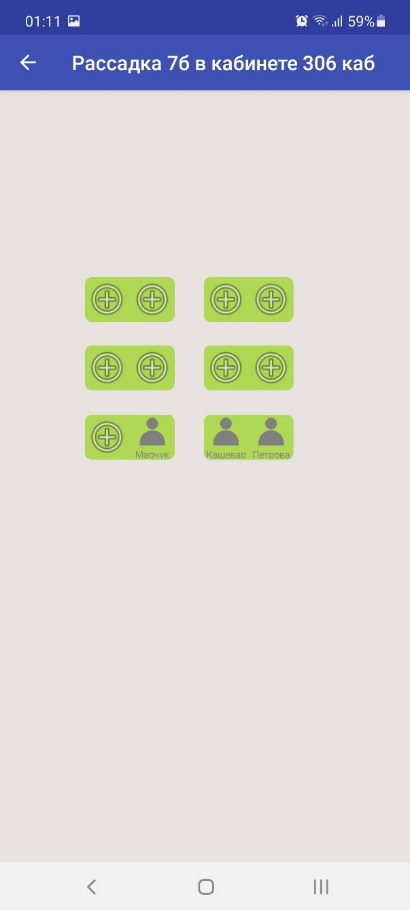 01:11 59%
Рассадка 7б в кабинете 306 каб
Марчук Кашевар Петрова